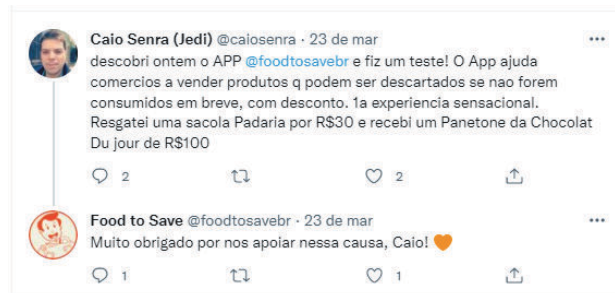 Caio Senra (Jedi) @caiosenra · 23 de mar
descobri ontem o APP @foodtosavebr e fiz um teste! O App ajuda
comercios a vender produtos q podem ser descartados se nao forem
consumidos em breve, com desconto. 1a experiencia sensacional.
Resgatei uma sacola Padaria por R$30 e recebi um Panetone da Chocolat
Du jour de R$100
2 2
Food to Save @foodtosavebr · 23 de mar
Muito obrigado por nos apoiar nessa causa, Caio! 🧡
1 1